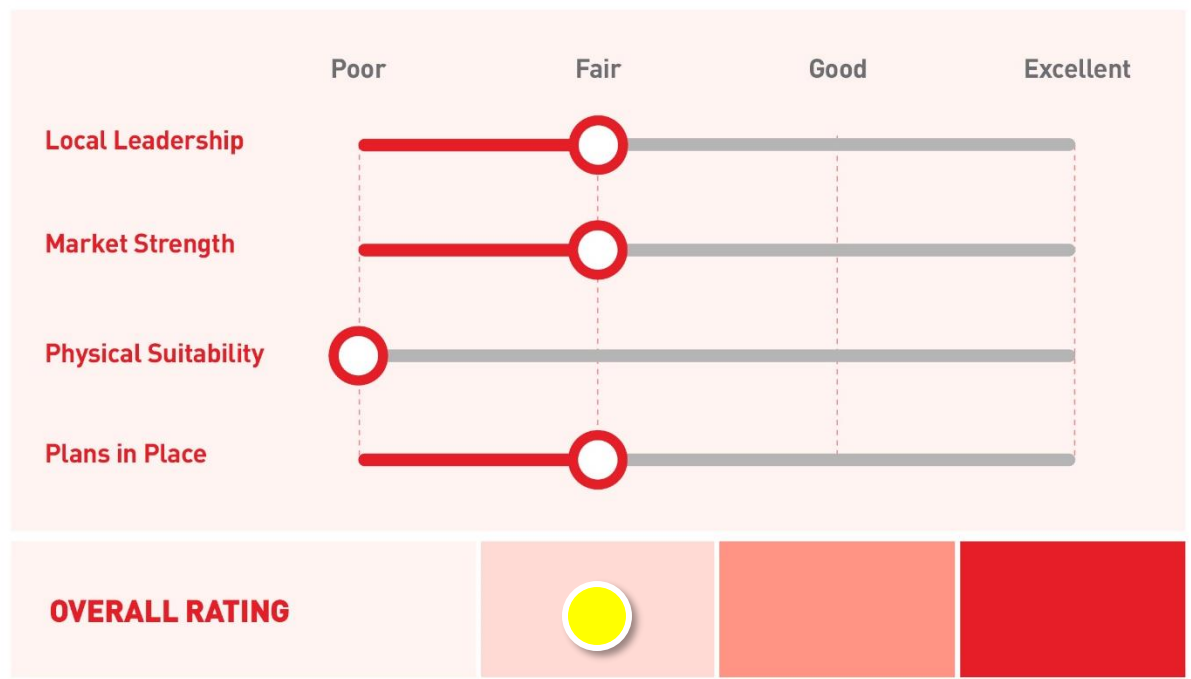 Poor Fair Good Excellent
Local Leadership
Market Strength
Physical Suitability
Plans in Place
OVERALL RATING